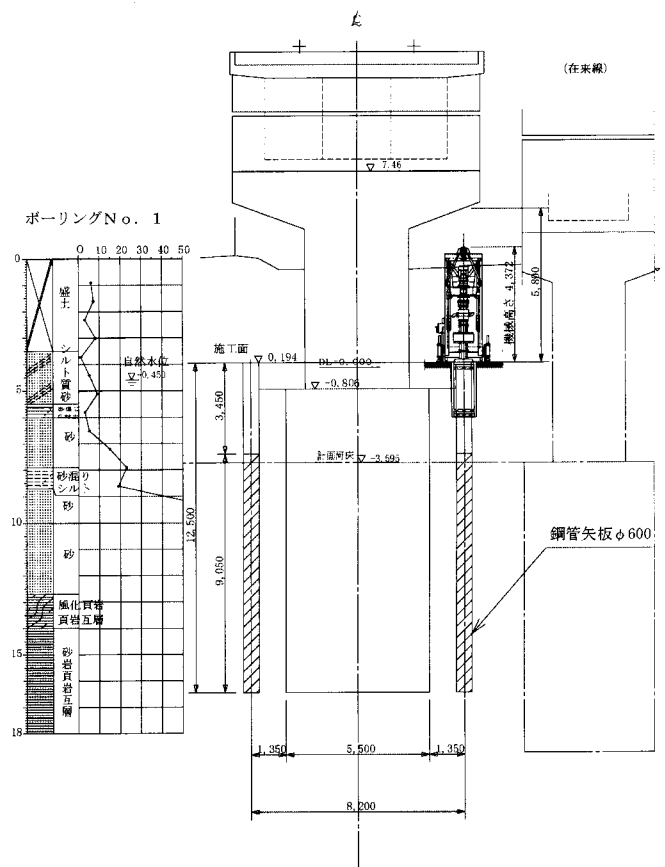 ℄
(在来線)
7.46
ボーリングNo. 1
0 10 20 30 40 50
0
5
10
15
18
盛土
シルト質砂
砂
砂混り
シルト
砂
砂
風化頁岩
頁岩互層
砂岩頁岩互層
自然水位
-0.450
施工面
0.194
DL=0.000
-0.806
計画河床
-3.595
3,450
12,500
9,050
機械高さ 4,372
5,890
鋼管矢板φ600
1,350
5,500
1,350
8,200